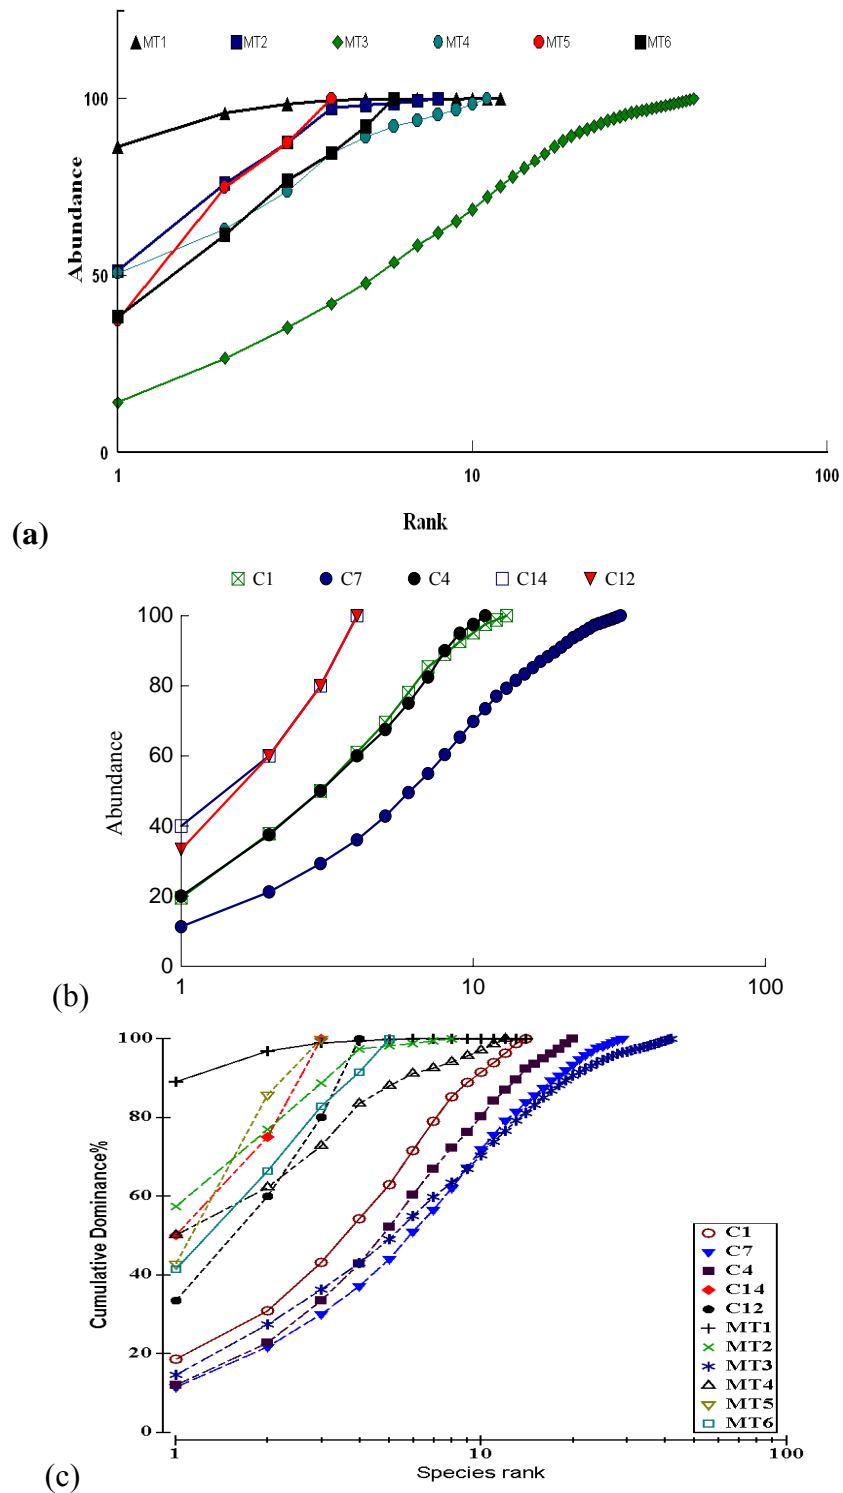 MT1 MT2 MT3 MT4 MT5 MT6
100
50
0
Abundance
1 10 100
Rank
(a)
C1 C7 C4 C14 C12
100
80
60
40
20
0
Abundance
1 10 100
(b)
100
80
60
40
20
0
Cumulative Dominance%
C1
C7
C4
C14
C12
MT1
MT2
MT3
MT4
MT5
MT6
1 10 100
Species rank
(c)